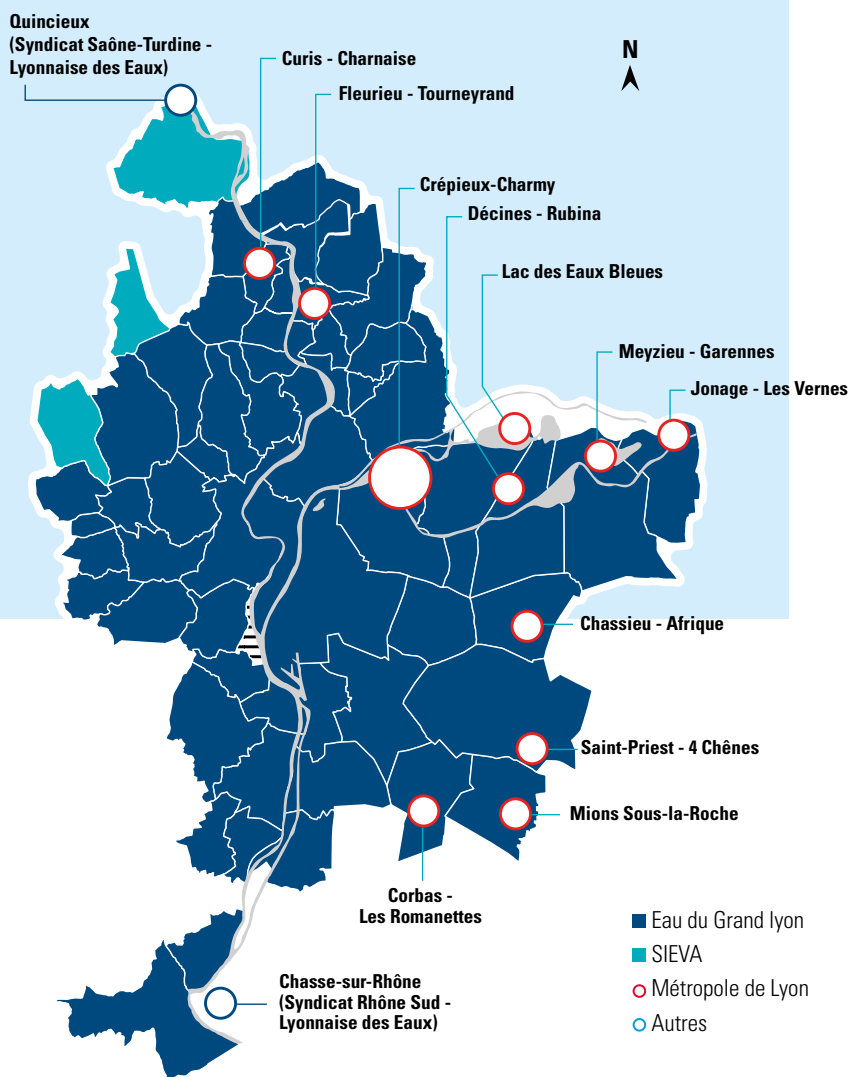 Quincieux
(Syndicat Saône-Turdine -
Lyonnaise des Eaux)
Curis - Charnaise
Fleurieu - Tourneyrand
N
Crépieux-Charmy
Décines - Rubina
Lac des Eaux Bleues
Meyzieu - Garennes
Jonage - Les Vernes
Chassieu - Afrique
Saint-Priest - 4 Chênes
Mions Sous-la-Roche
Corbas -
Les Romanettes
Chasse-sur-Rhône
(Syndicat Rhône Sud -
Lyonnaise des Eaux)
Eau du Grand lyon
SIEVA
Métropole de Lyon
Autres